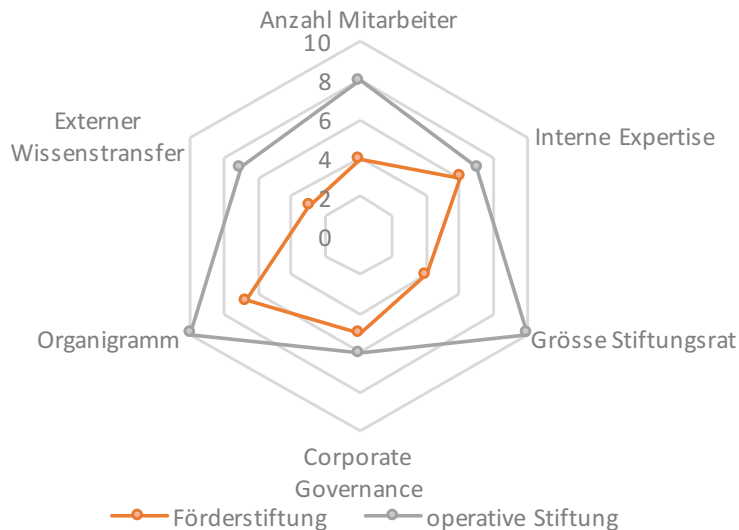 Anzahl Mitarbeiter
10
8
6
4
2
0
Interne Expertise
Grösse Stiftungsrat
Corporate
Governance
Organigramm
Externer
Wissenstransfer
Förderstiftung
operative Stiftung